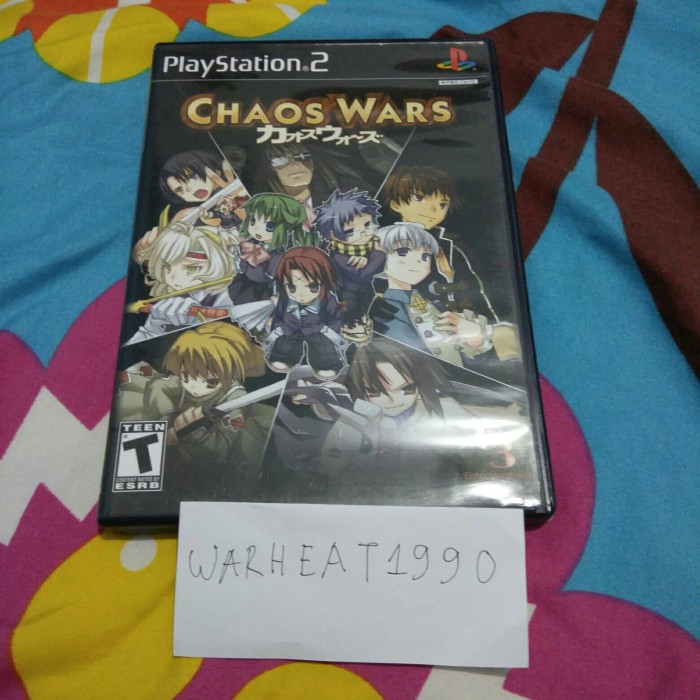 PlayStation®2
CHAOS WARS
カオスウォーズ
TEEN
T
CONTENT RATED BY
ESRB
WARHEAT1990